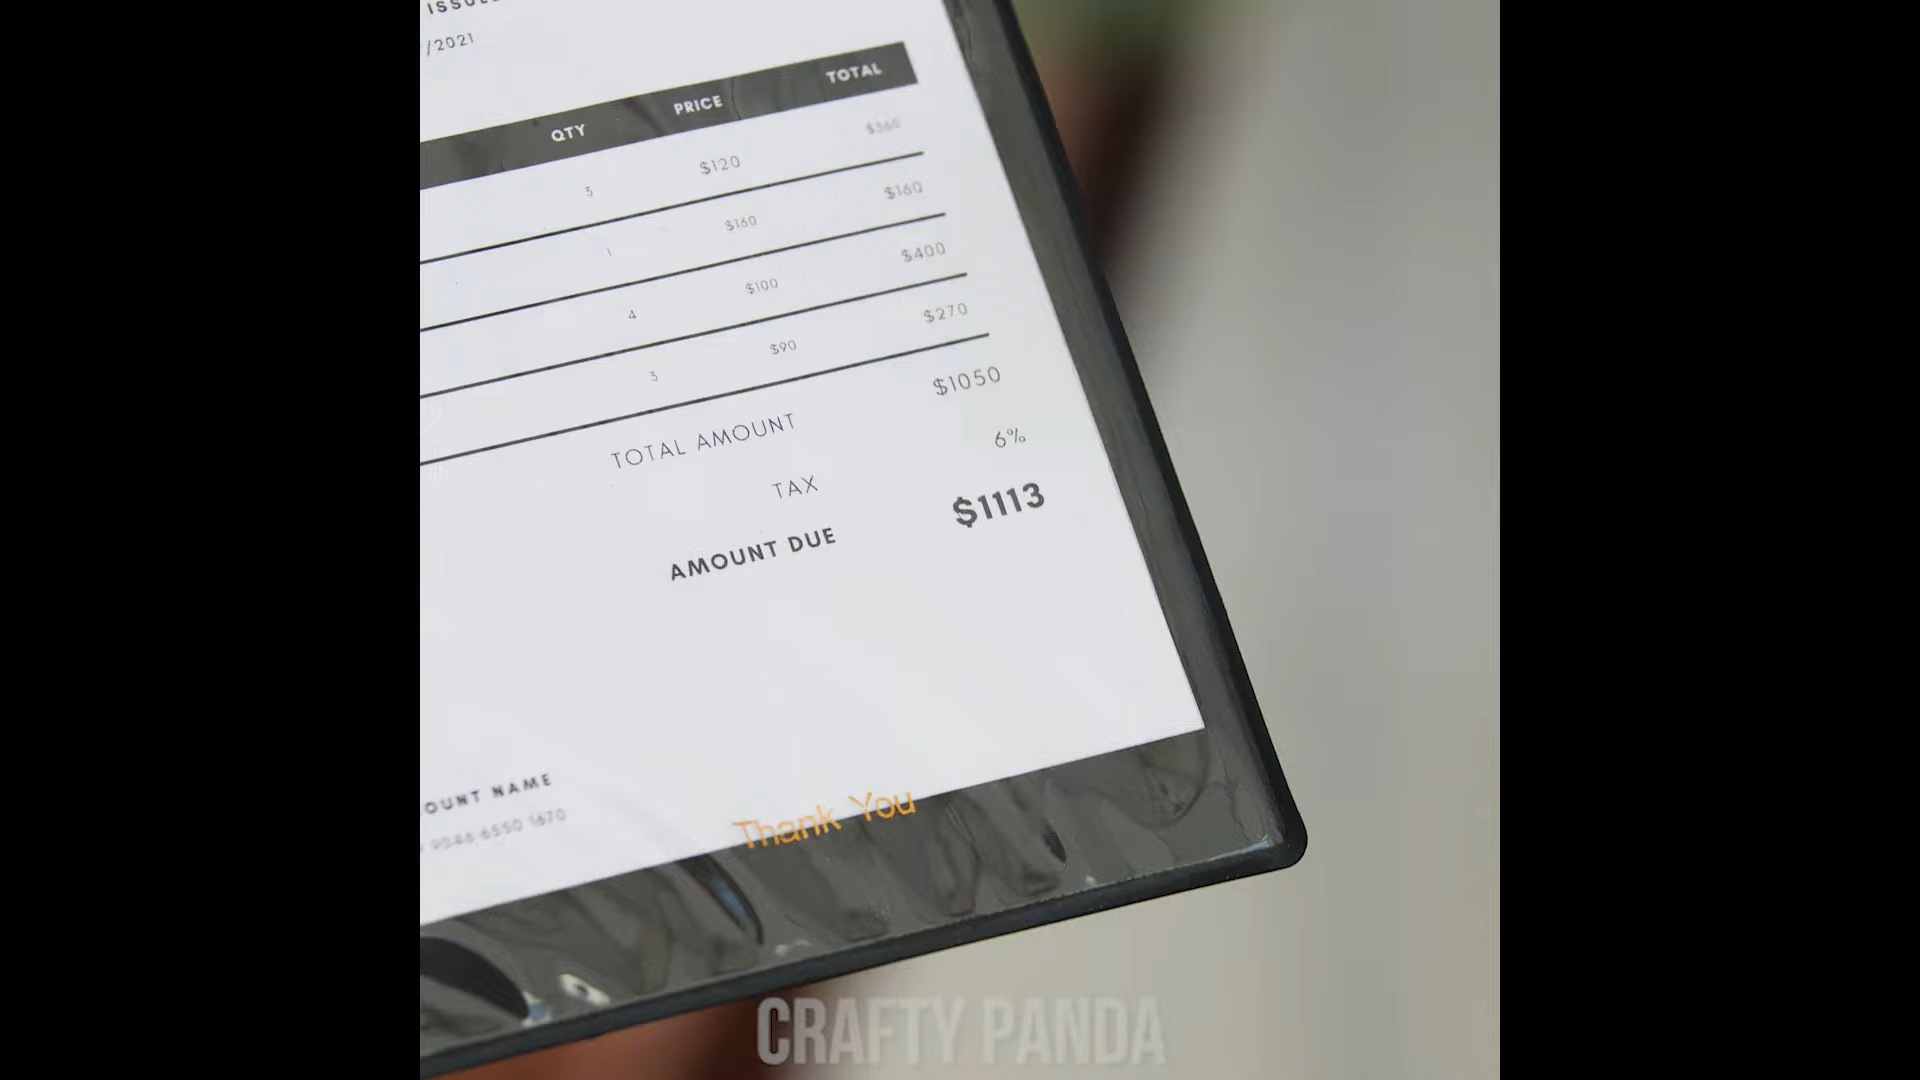 ISSUE
/2021
QTY PRICE TOTAL
3 $120 $360
1 $160 $160
4 $100 $400
3 $90 $270
TOTAL AMOUNT $1050
TAX 6%
AMOUNT DUE $1113
OUNT NAME
9046 6550 1670
Thank You
CRAFTY PANDA